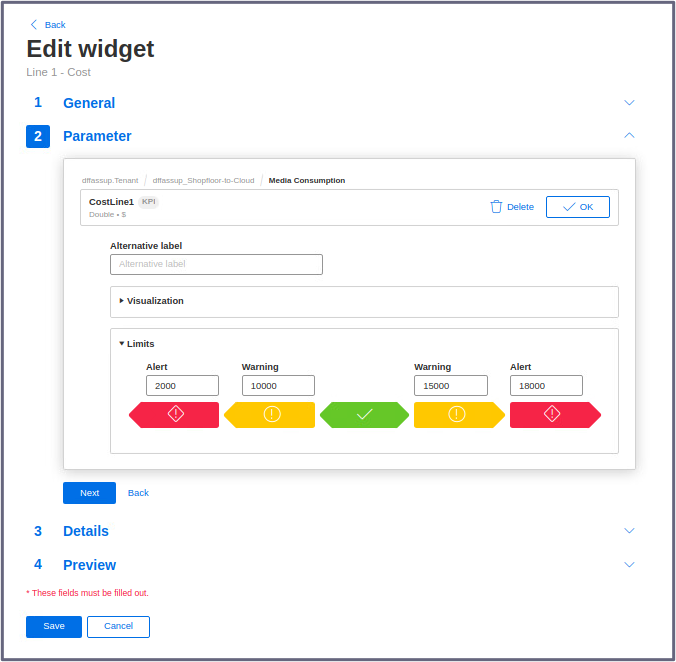 Back
Edit widget
Line 1 - Cost
1 General
2 Parameter
dffassup.Tenant / dffassup_Shopfloor-to-Cloud / Media Consumption
CostLine1 KPI
Double • $
Delete OK
Alternative label
Alternative label
Visualization
Limits
Alert Warning Warning Alert
2000 10000 15000 18000
Next Back
3 Details
4 Preview
* These fields must be filled out.
Save Cancel